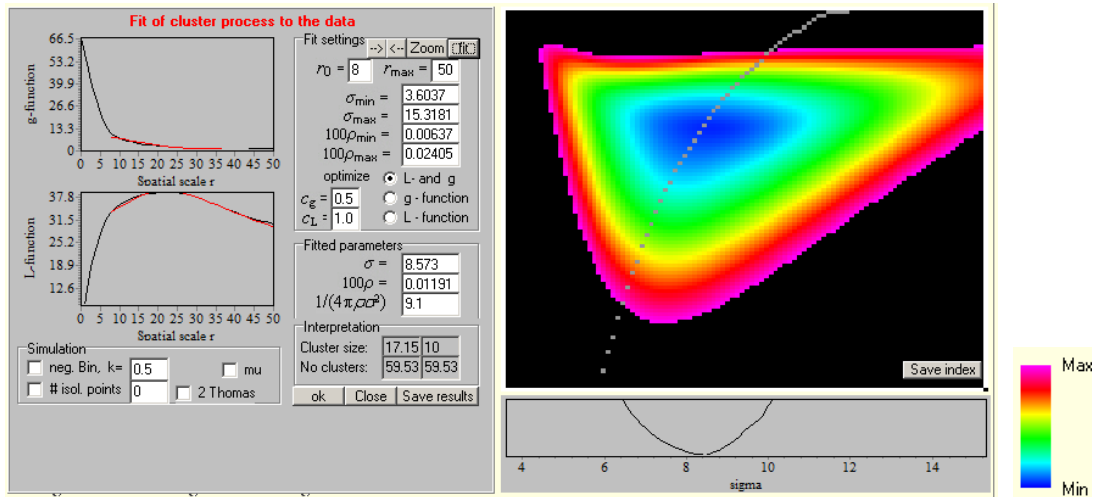 Fit of cluster process to the data
66.5
53.2
39.9
26.6
13.3
0
g-function
0 5 10 15 20 25 30 35 40 45 50
Spatial scale r
37.8
31.5
25.2
18.9
12.6
L-function
0 5 10 15 20 25 30 35 40 45 50
Spatial scale r
Simulation
neg. Bin, k= 0.5 mu
# isol. points 0 2 Thomas
Fit settings --> <-- Zoom fit
r0 = 8 rmax = 50
σmin = 3.6037
σmax = 15.3181
100ρmin = 0.00637
100ρmax = 0.02405
optimize L- and g
cg = 0.5 g - function
cL = 1.0 L - function
Fitted parameters
σ = 8.573
100ρ = 0.01191
1/(4πρσ²) 9.1
Interpretation
Cluster size: 17.15 10
No clusters: 59.53 59.53
ok Close Save results
Save index
4 6 8 10 12 14
sigma
Max
Min